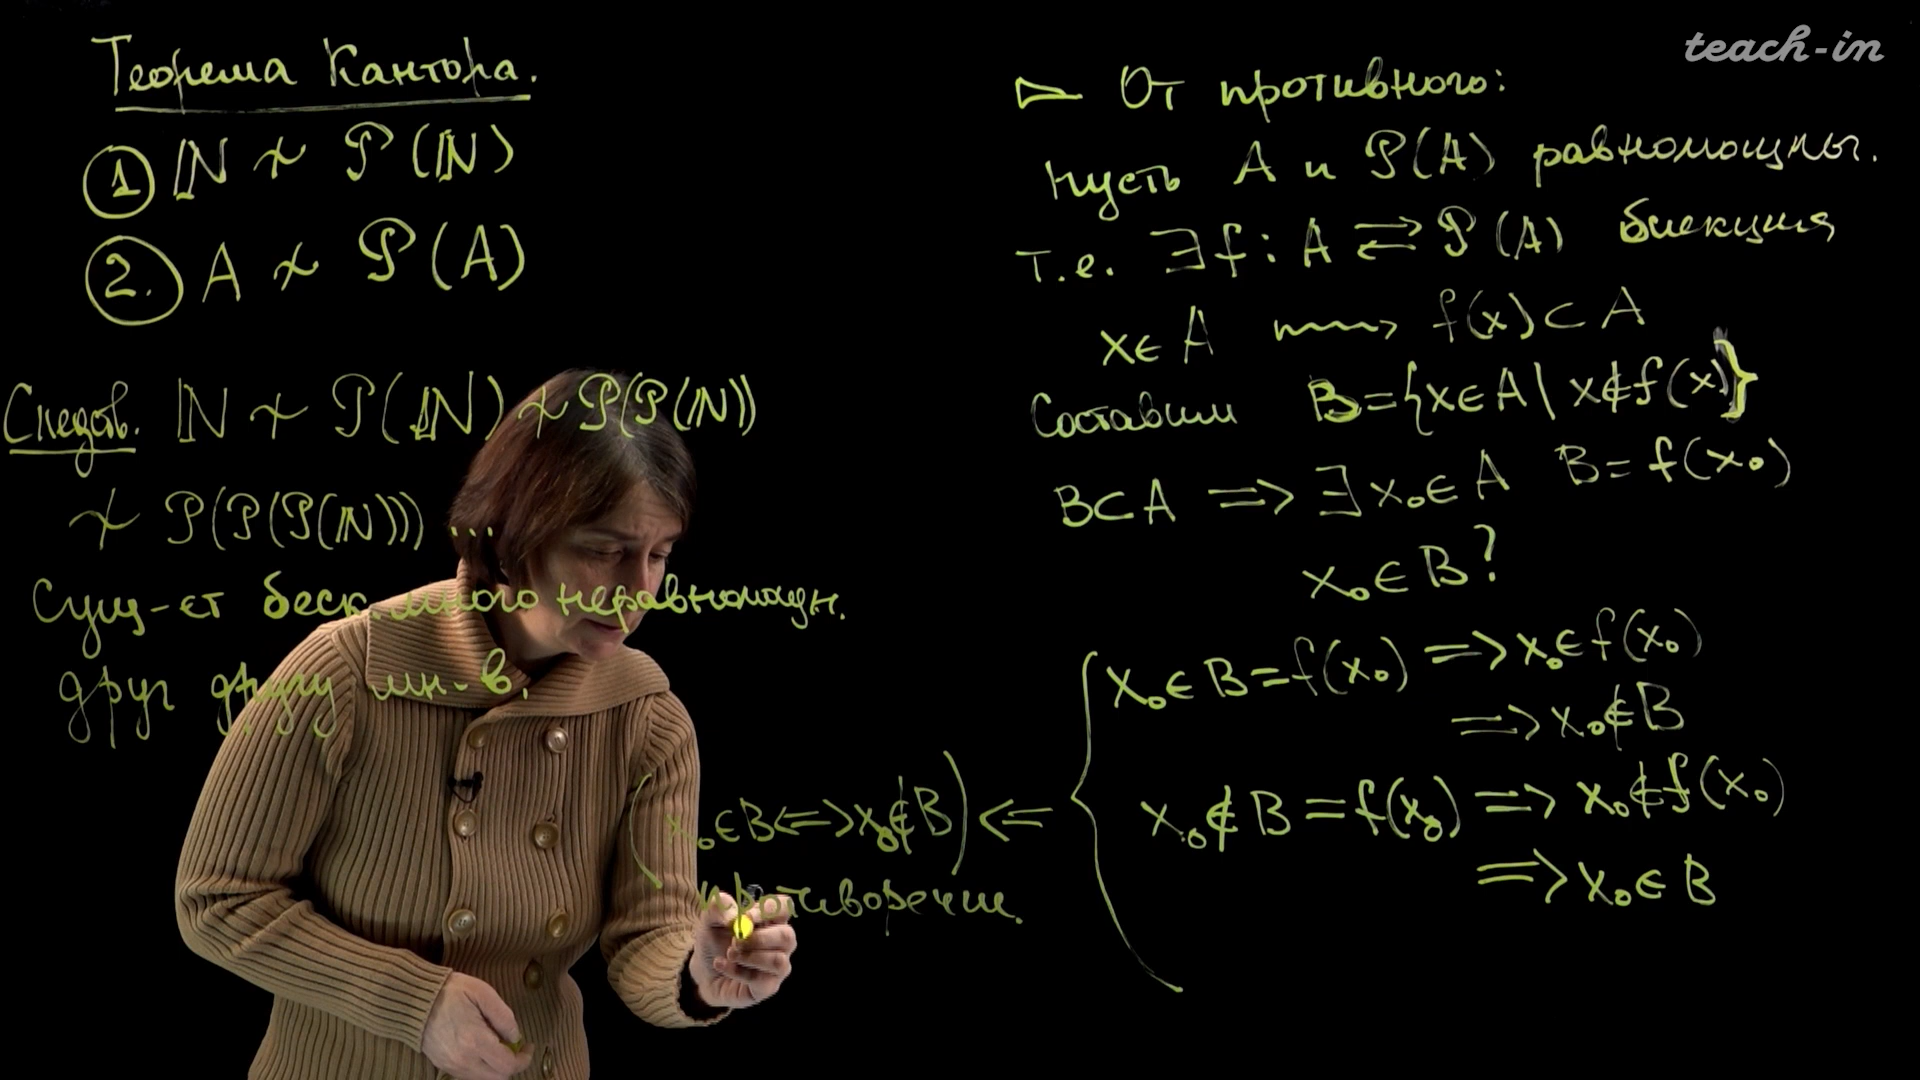 teach-in
Теорема Кантора.
① ℕ ≁ 𝒫(ℕ)
②. A ≁ 𝒫(A)
Следств. ℕ ≁ 𝒫(ℕ) ≁ 𝒫(𝒫(ℕ))
≁ 𝒫(𝒫(𝒫(ℕ))) ...
Сущ-ет беск. много неравномощн.
друг другу мн-в.
▻ От противного:
Пусть A и 𝒫(A) равномощны.
т.е. ∃ f : A ⇄ 𝒫(A) биекция
x∈A ⟿ f(x)⊂A
Составим B={x∈A | x∉f(x)}
B⊂A ⟹ ∃ x₀∈A B=f(x₀)
x₀∈B?
{ x₀∈B=f(x₀) ⟹ x₀∈f(x₀)
⟹ x₀∉B
x₀∉B=f(x₀) ⟹ x₀∉f(x₀)
⟹ x₀∈B
(x₀∈B⟺x₀∉B) ⟸
противоречие.